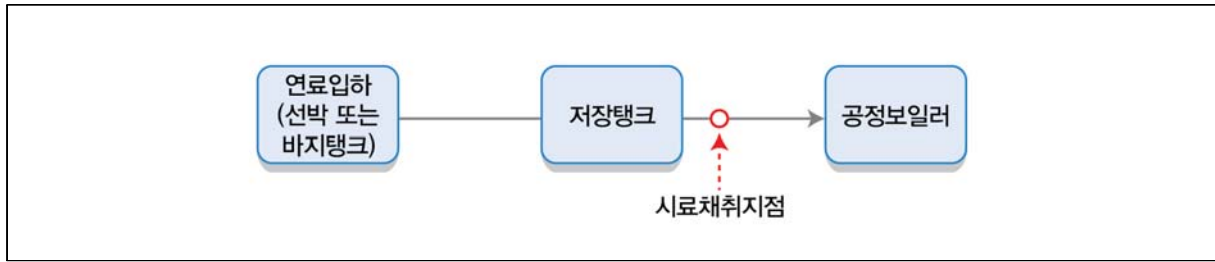 연료입하
(선박 또는
바지탱크)
저장탱크
공정보일러
시료채취지점